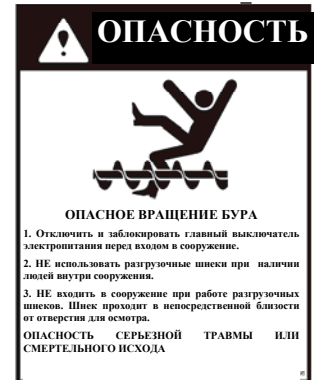 ОПАСНОСТЬ
ОПАСНОЕ ВРАЩЕНИЕ БУРА
1. Отключить и заблокировать главный выключатель
электропитания перед входом в сооружение.
2. НЕ использовать разгрузочные шнеки при наличии
людей внутри сооружения.
3. НЕ входить в сооружение при работе разгрузочных
шнеков. Шнек проходит в непосредственной близости
от отверстия для осмотра.
ОПАСНОСТЬ СЕРЬЕЗНОЙ ТРАВМЫ ИЛИ
СМЕРТЕЛЬНОГО ИСХОДА